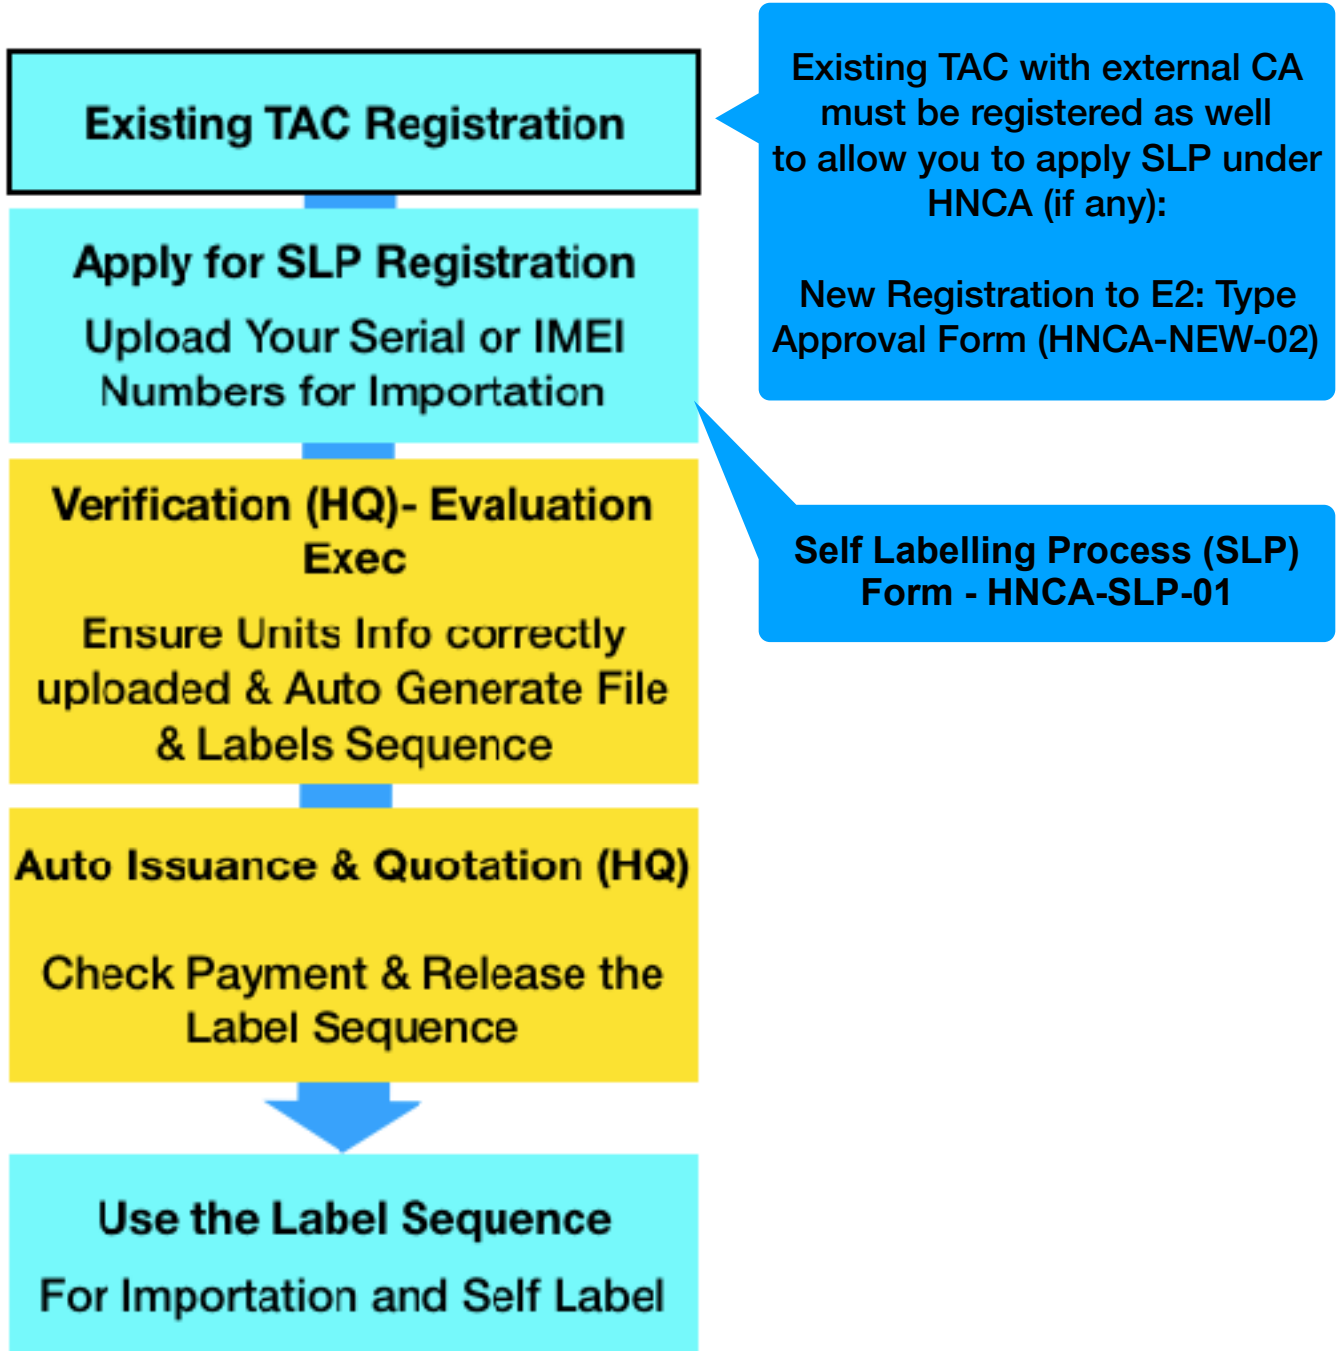 Existing TAC Registration
Existing TAC with external CA
must be registered as well
to allow you to apply SLP under
HNCA (if any):
New Registration to E2: Type
Approval Form (HNCA-NEW-02)
Apply for SLP Registration
Upload Your Serial or IMEI
Numbers for Importation
Self Labelling Process (SLP)
Form - HNCA-SLP-01
Verification (HQ)- Evaluation
Exec
Ensure Units Info correctly
uploaded & Auto Generate File
& Labels Sequence
Auto Issuance & Quotation (HQ)
Check Payment & Release the
Label Sequence
Use the Label Sequence
For Importation and Self Label